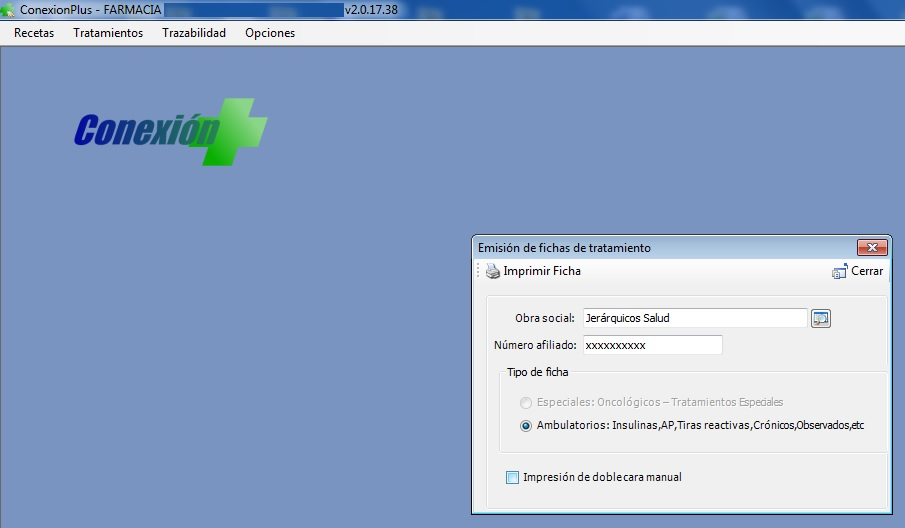 ConexionPlus - FARMACIA v2.0.17.38
Recetas Tratamientos Trazabilidad Opciones
Conexión
Emisión de fichas de tratamiento
Imprimir Ficha Cerrar
Obra social: Jerárquicos Salud
Número afiliado: xxxxxxxxxx
Tipo de ficha
Especiales: Oncológicos – Tratamientos Especiales
Ambulatorios: Insulinas,AP,Tiras reactivas,Crónicos,Observados,etc
Impresión de doble cara manual